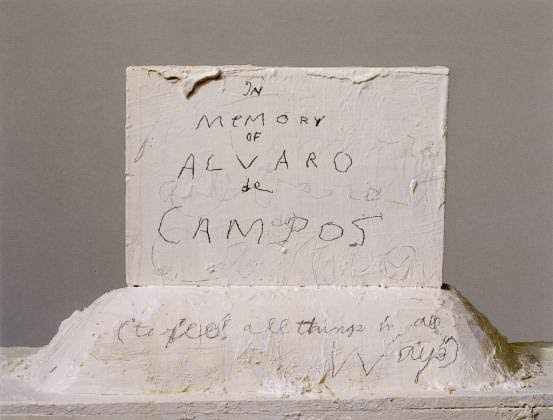 IN
MEMORY
OF
ALVARO
de
CAMPOS
(to feel all things in all
ways)